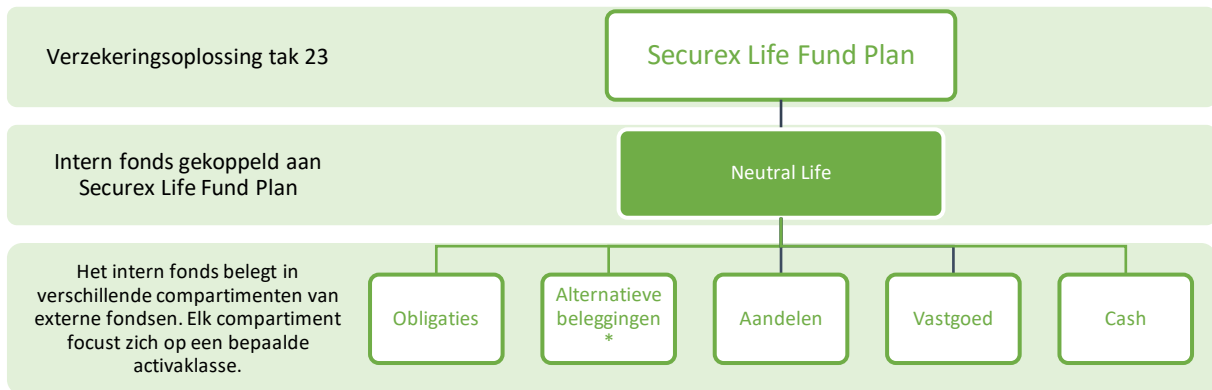 Verzekeringsoplossing tak 23
Securex Life Fund Plan
Intern fonds gekoppeld aan
Securex Life Fund Plan
Neutral Life
Het intern fonds belegt in
verschillende compartimenten van
externe fondsen. Elk compartiment
focust zich op een bepaalde
activaklasse.
Obligaties
Alternatieve
beleggingen
*
Aandelen
Vastgoed
Cash